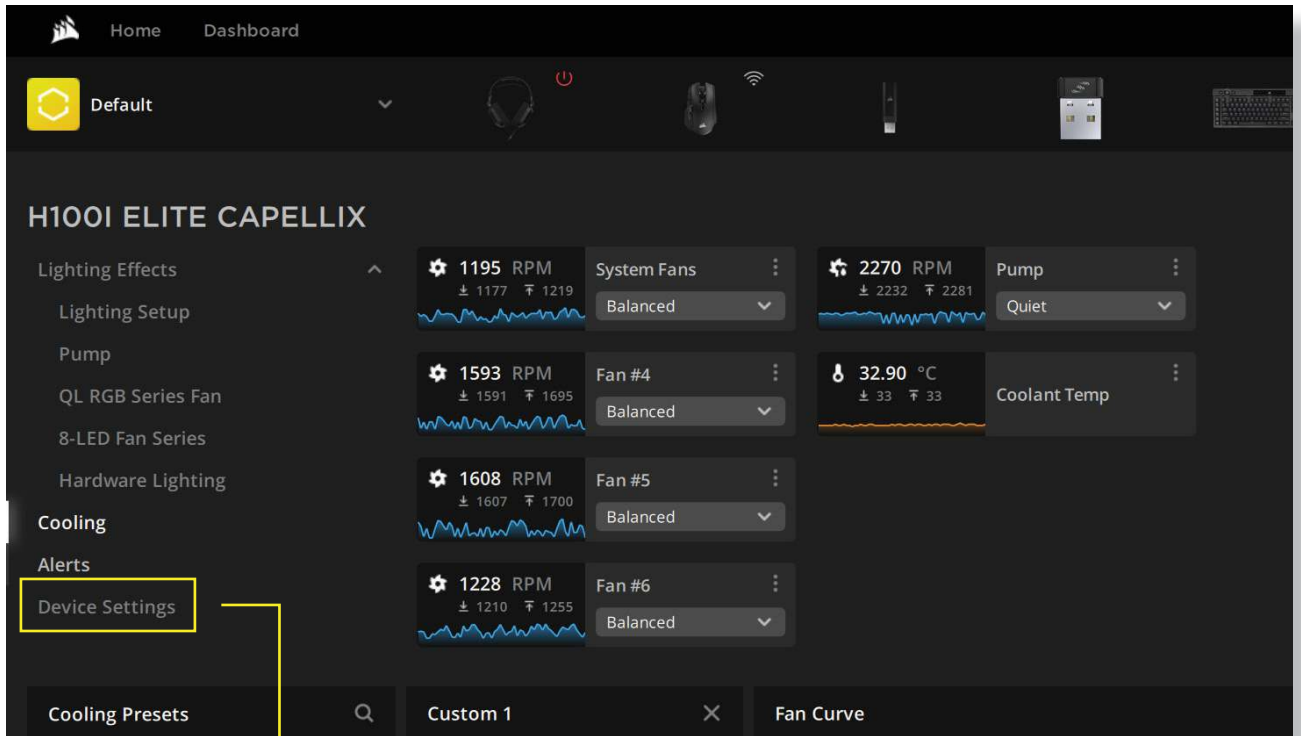 Home Dashboard
Default
H100I ELITE CAPELLIX
Lighting Effects
Lighting Setup
Pump
QL RGB Series Fan
8-LED Fan Series
Hardware Lighting
Cooling
Alerts
Device Settings
1195 RPM
1177 1219
System Fans
Balanced
2270 RPM
2232 2281
Pump
Quiet
1593 RPM
1591 1695
Fan #4
Balanced
32.90 °C
33 33
Coolant Temp
1608 RPM
1607 1700
Fan #5
Balanced
1228 RPM
1210 1255
Fan #6
Balanced
Cooling Presets
Custom 1
Fan Curve